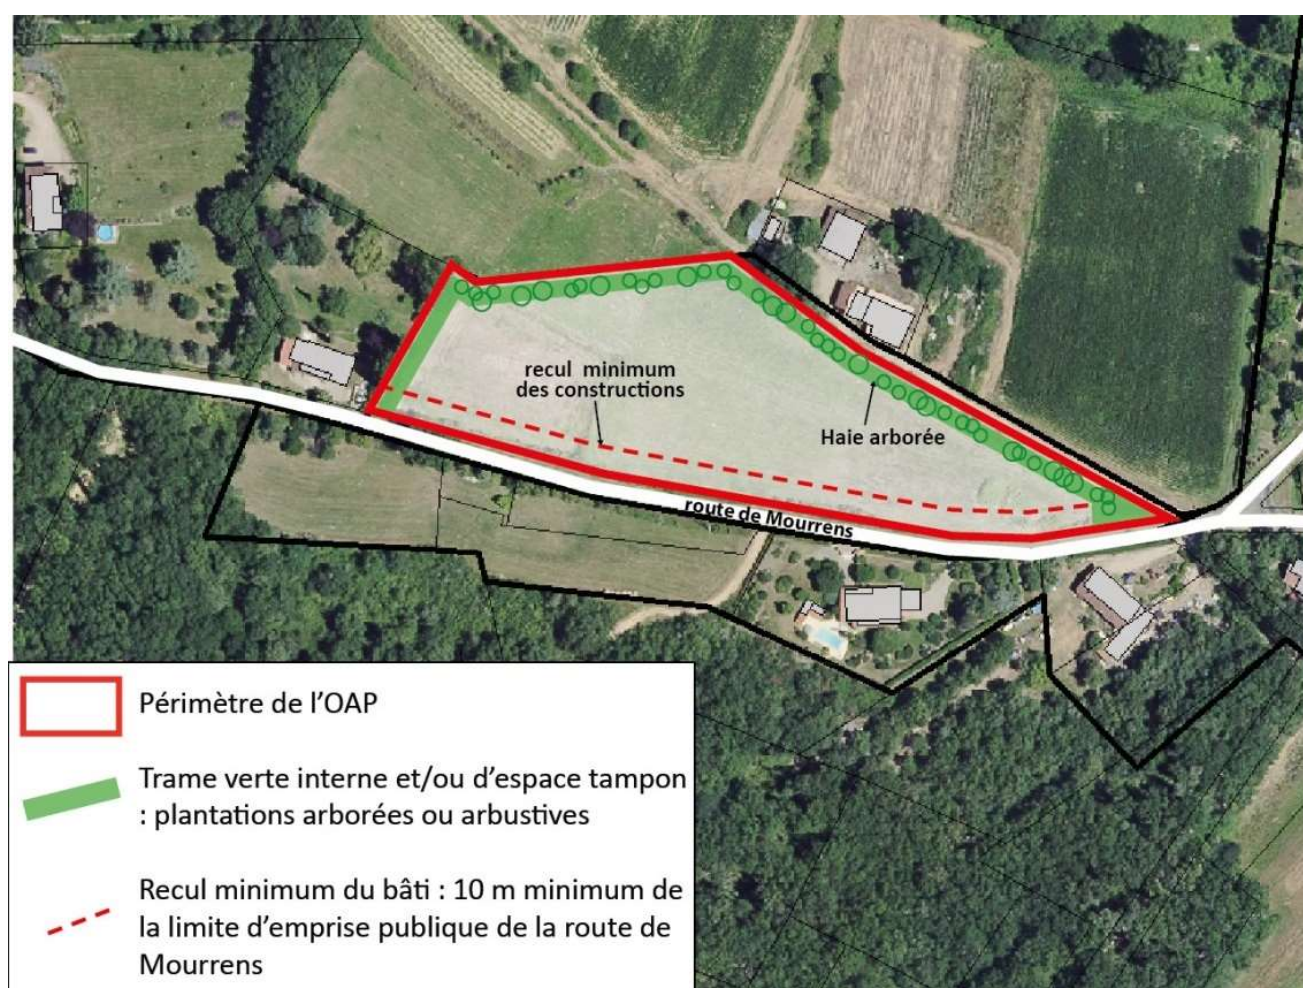 recul minimum
des constructions
Haie arborée
route de Mourrens
Périmètre de l'OAP
Trame verte interne et/ou d'espace tampon
: plantations arborées ou arbustives
Recul minimum du bâti : 10 m minimum de
la limite d'emprise publique de la route de
Mourrens